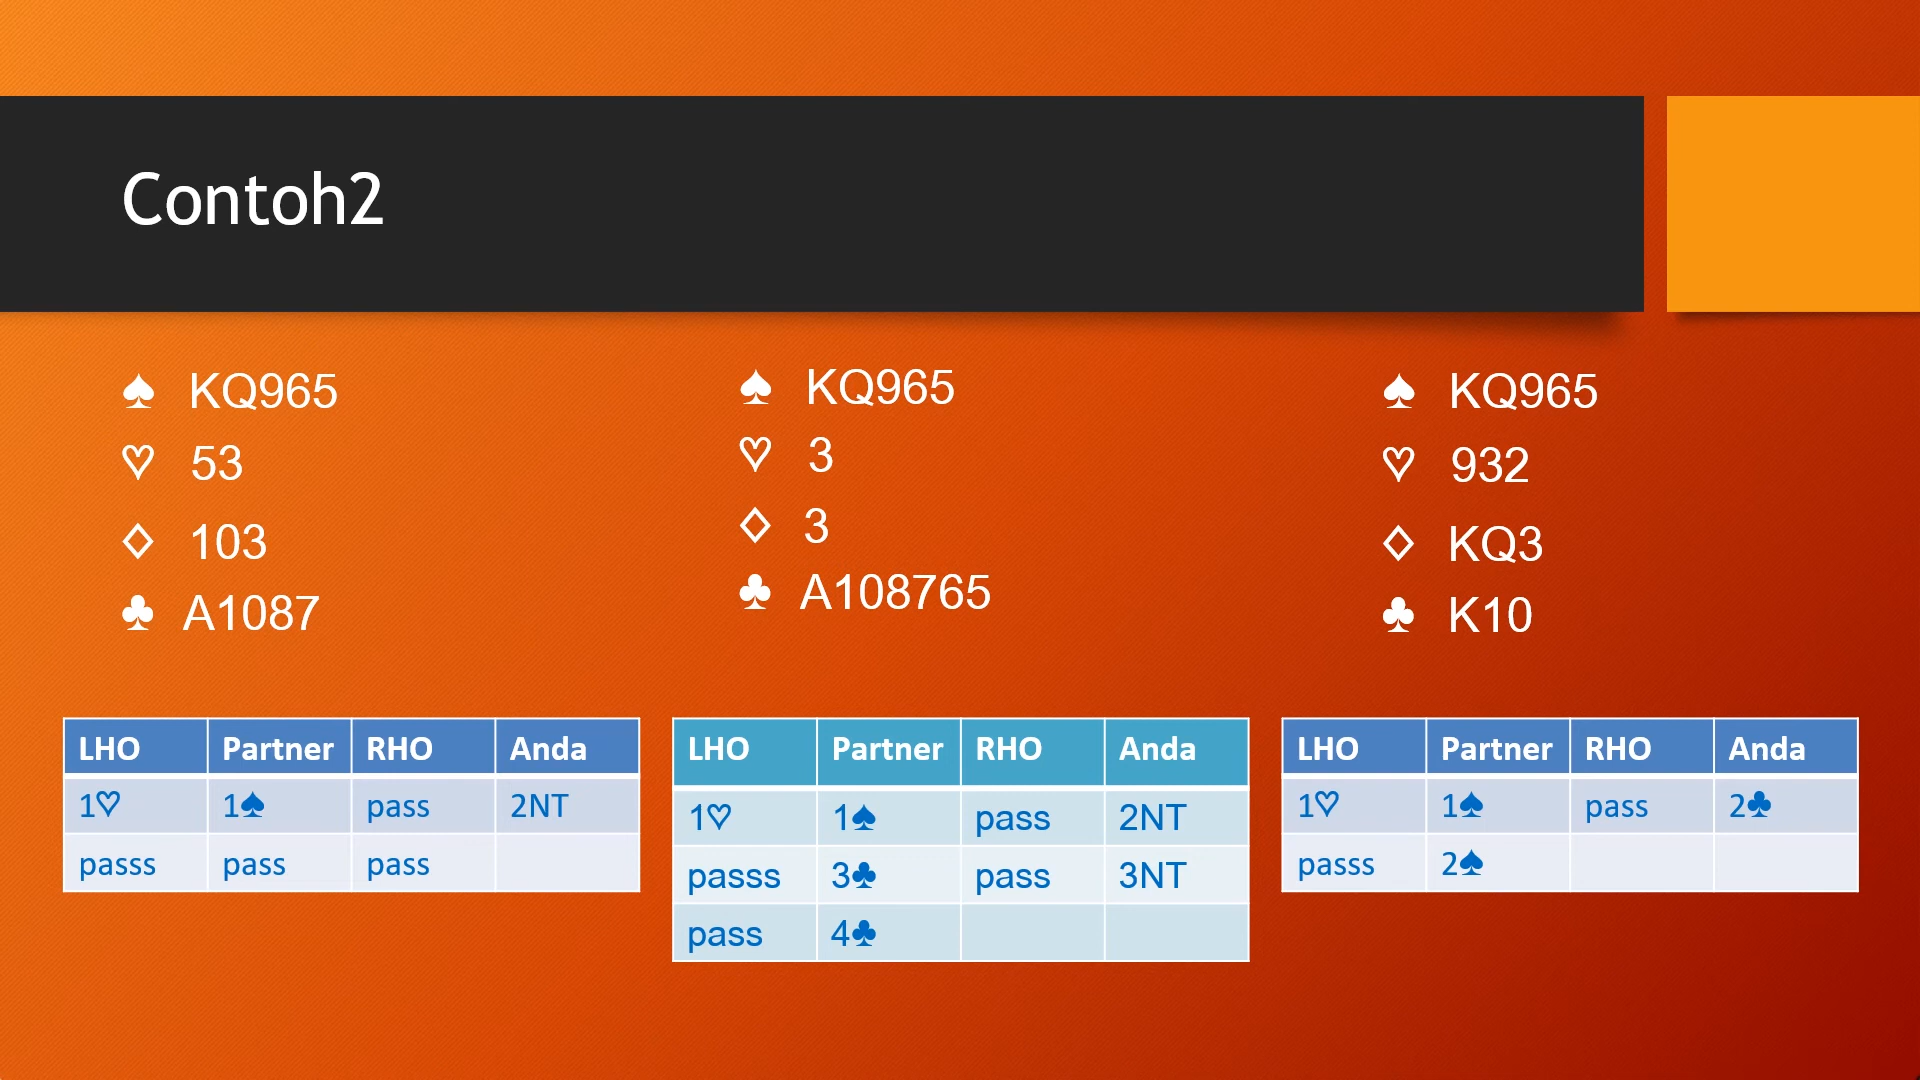 Contoh2
♠ KQ965
♡ 53
♢ 103
♣ A1087
♠ KQ965
♡ 3
♢ 3
♣ A108765
♠ KQ965
♡ 932
♢ KQ3
♣ K10
LHO Partner RHO Anda
1♡ 1♠ pass 2NT
passs pass pass
LHO Partner RHO Anda
1♡ 1♠ pass 2NT
passs 3♣ pass 3NT
pass 4♣
LHO Partner RHO Anda
1♡ 1♠ pass 2♣
passs 2♠